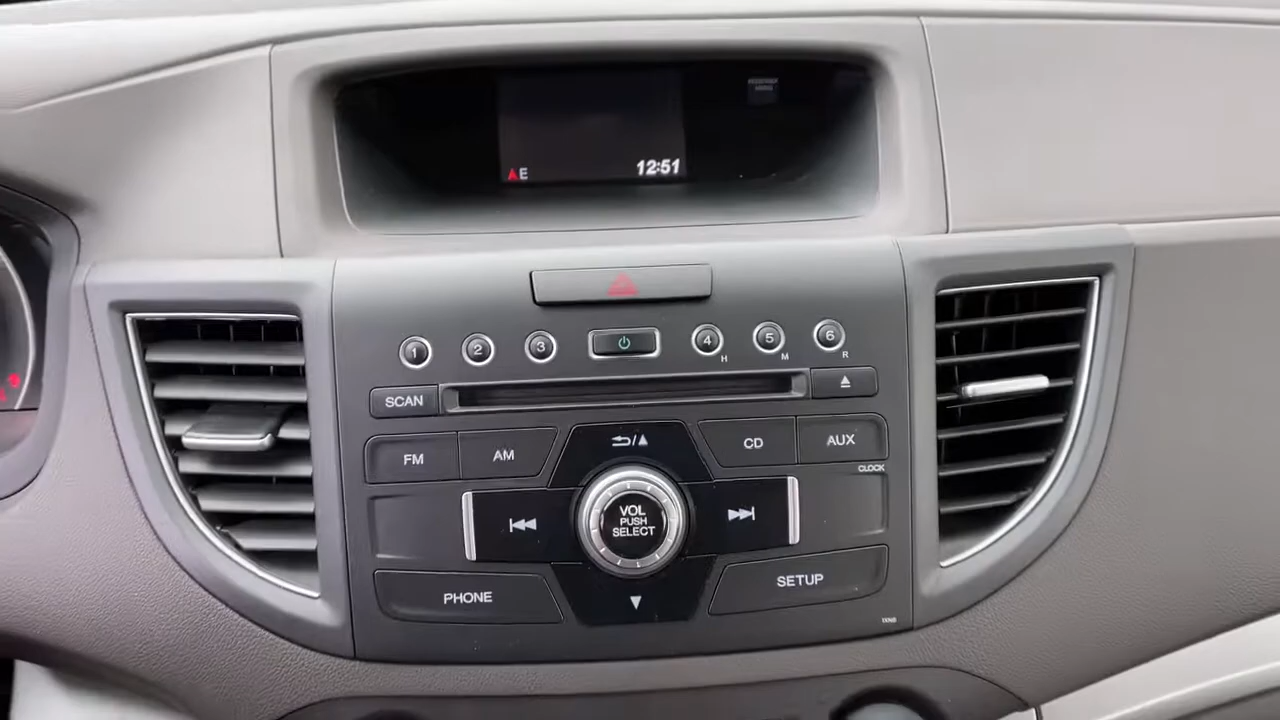 E 12:51
1 2 3 4 5 6
H M R
SCAN
FM AM CD AUX
CLOCK
VOL
PUSH
SELECT
PHONE SETUP